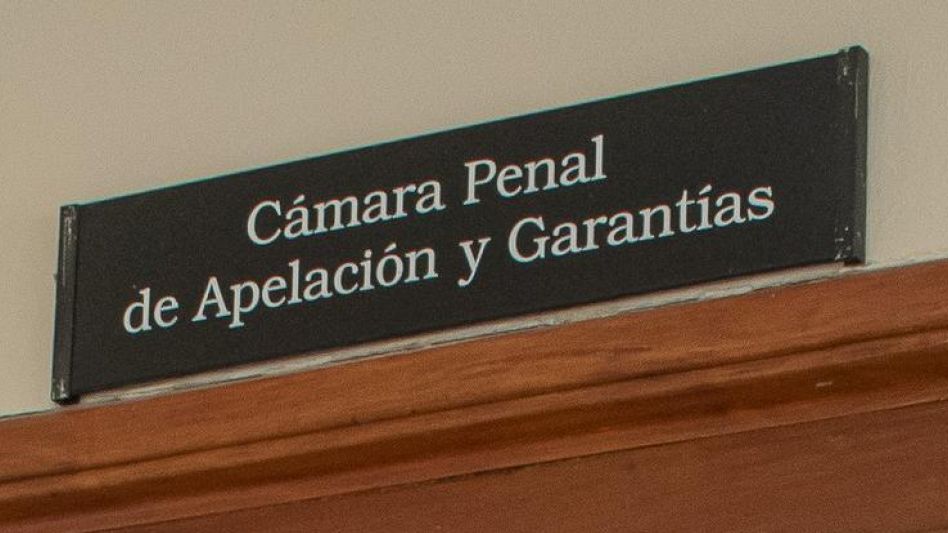 Cámara Penal
de Apelación y Garantías